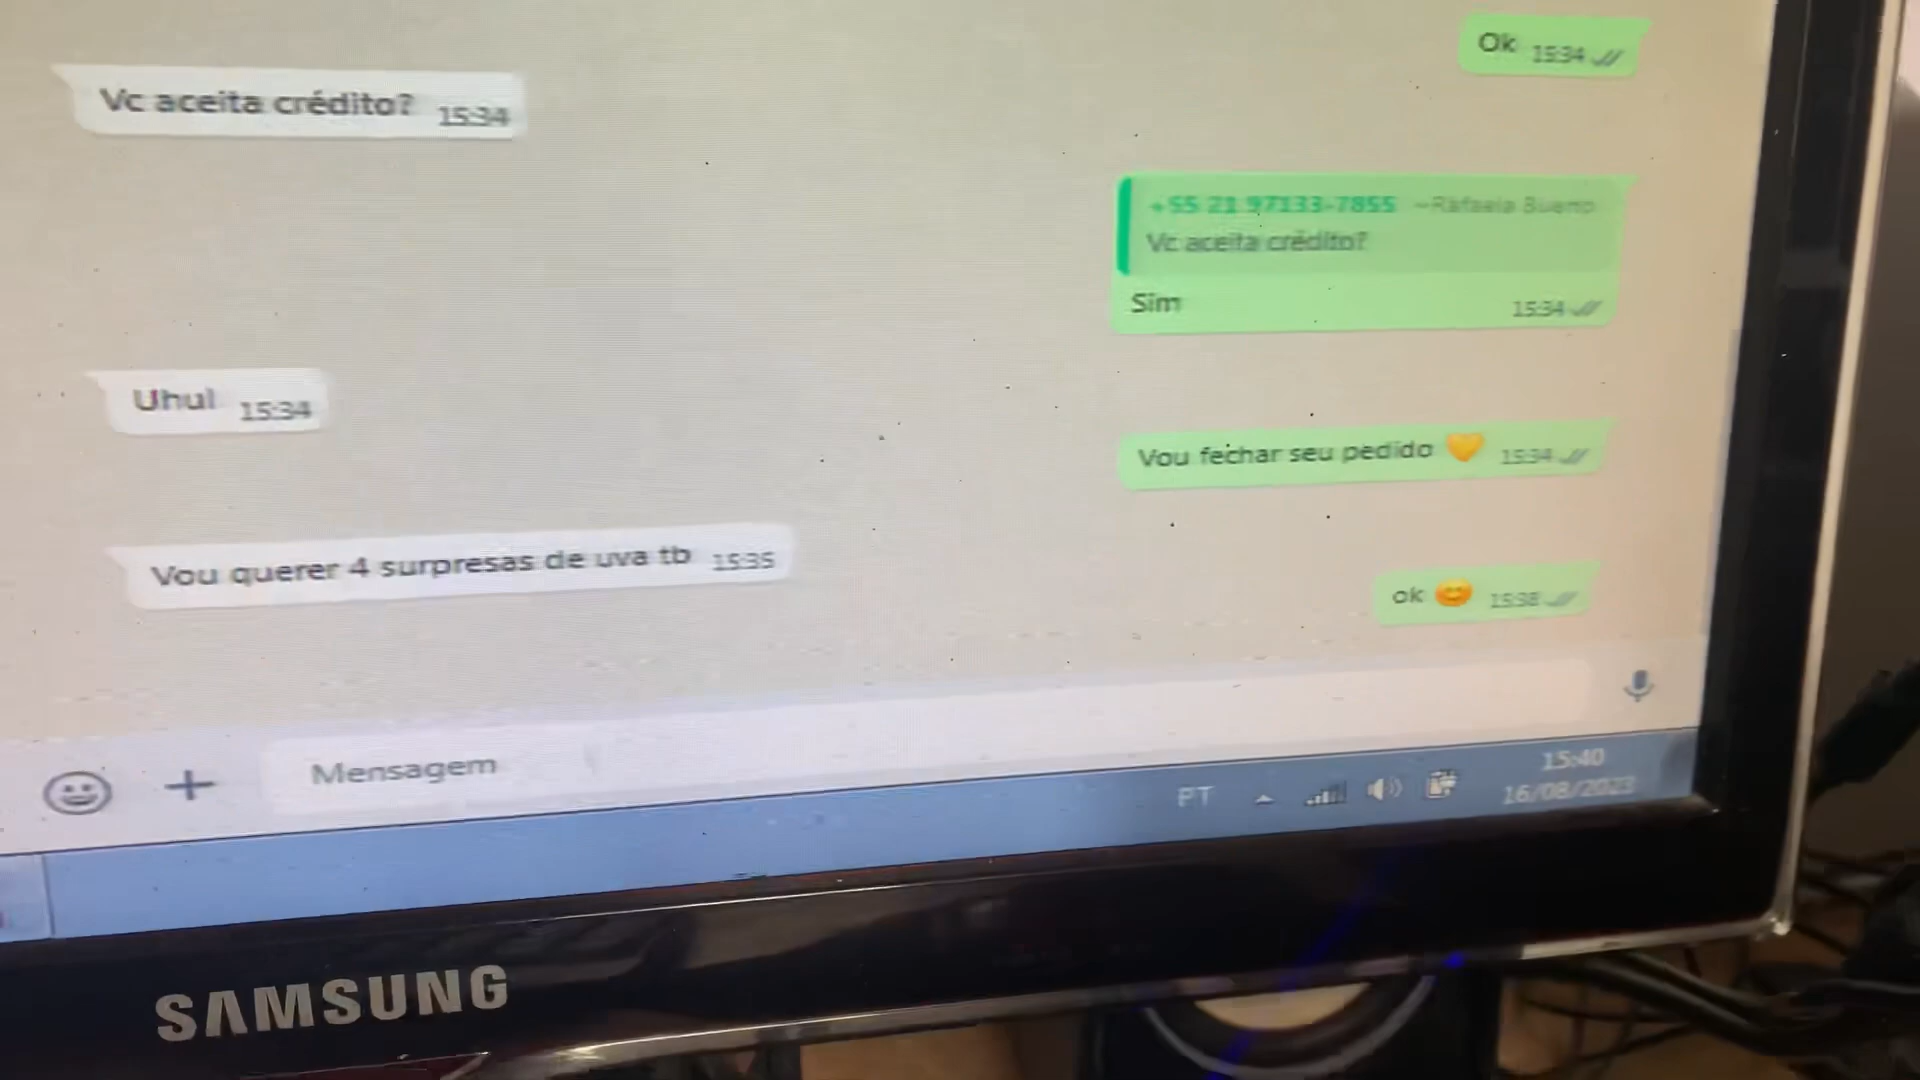 Ok 15:34
Vc aceita crédito? 15:34
+55 21 97133-7855 ~Rafaela Bueno
Vc aceita crédito?
Sim 15:34
Uhul 15:34
Vou fechar seu pedido 💛 15:34
Vou querer 4 surpresas de uva tb 15:35
ok 😊 15:38
Mensagem
PT 15:40
16/08/2023
SAMSUNG